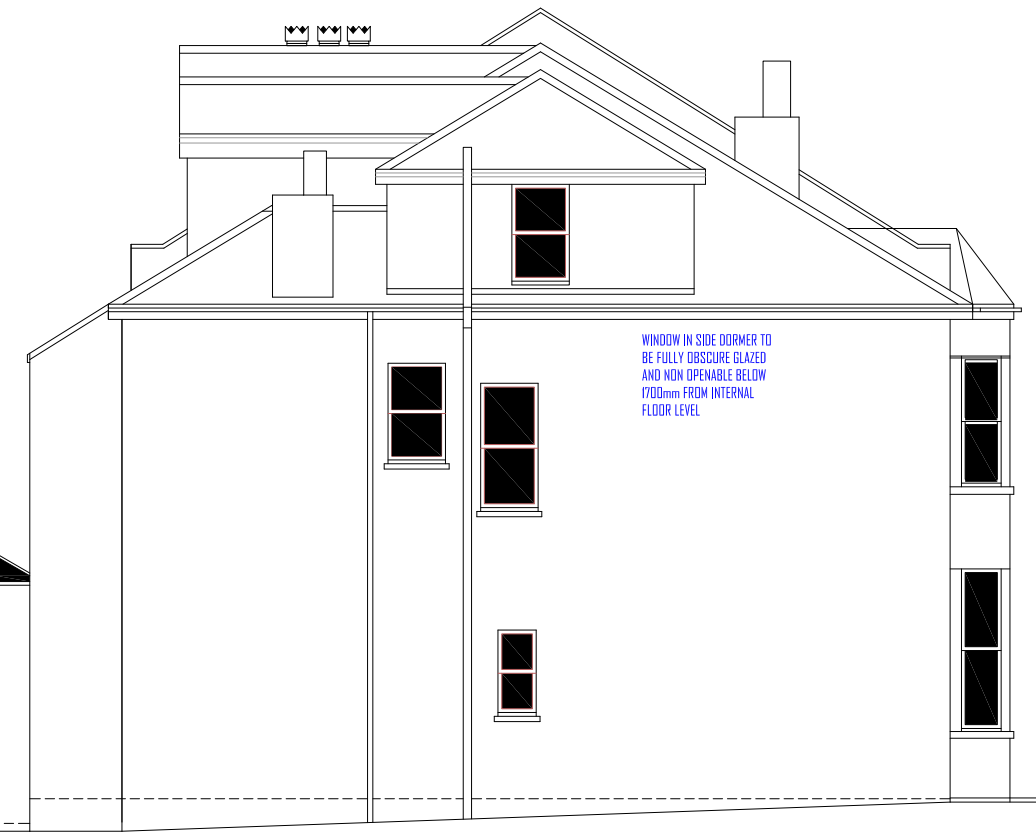 WINDOW IN SIDE DORMER TO
BE FULLY OBSCURE GLAZED
AND NON OPENABLE BELOW
1700mm FROM INTERNAL
FLOOR LEVEL